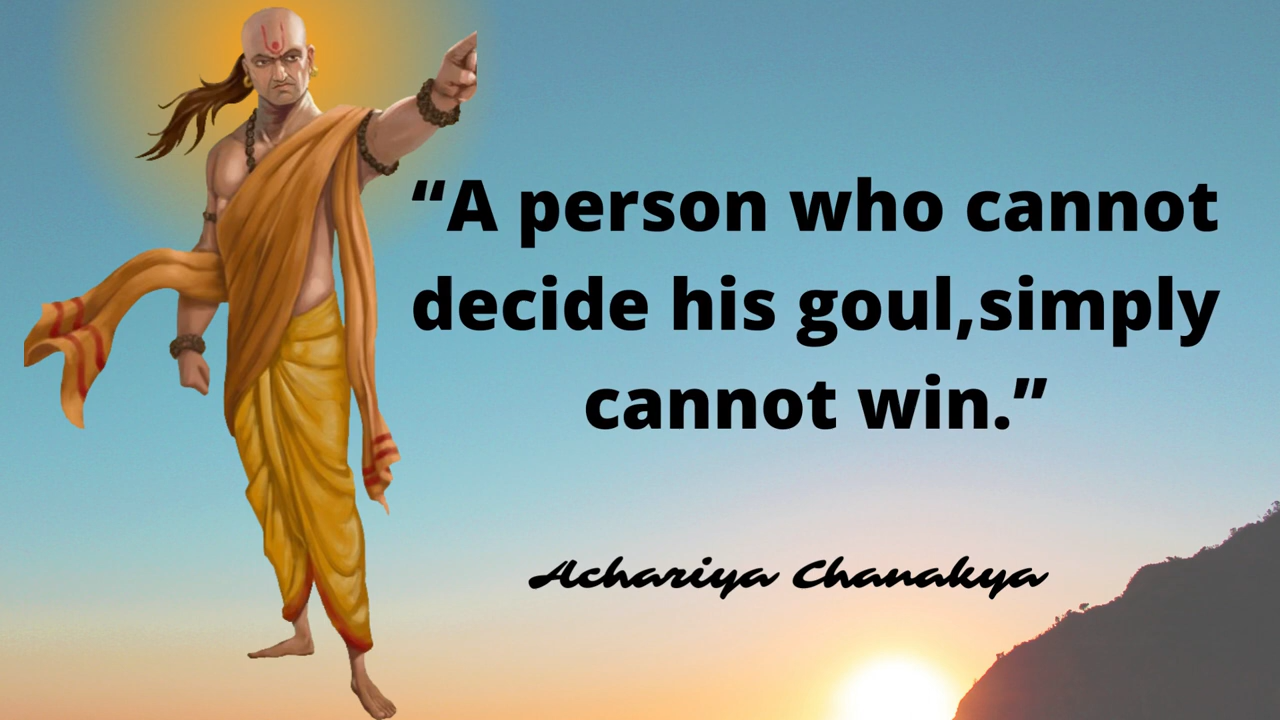 “A person who cannot
decide his goul,simply
cannot win.”
Achariya Chanakya